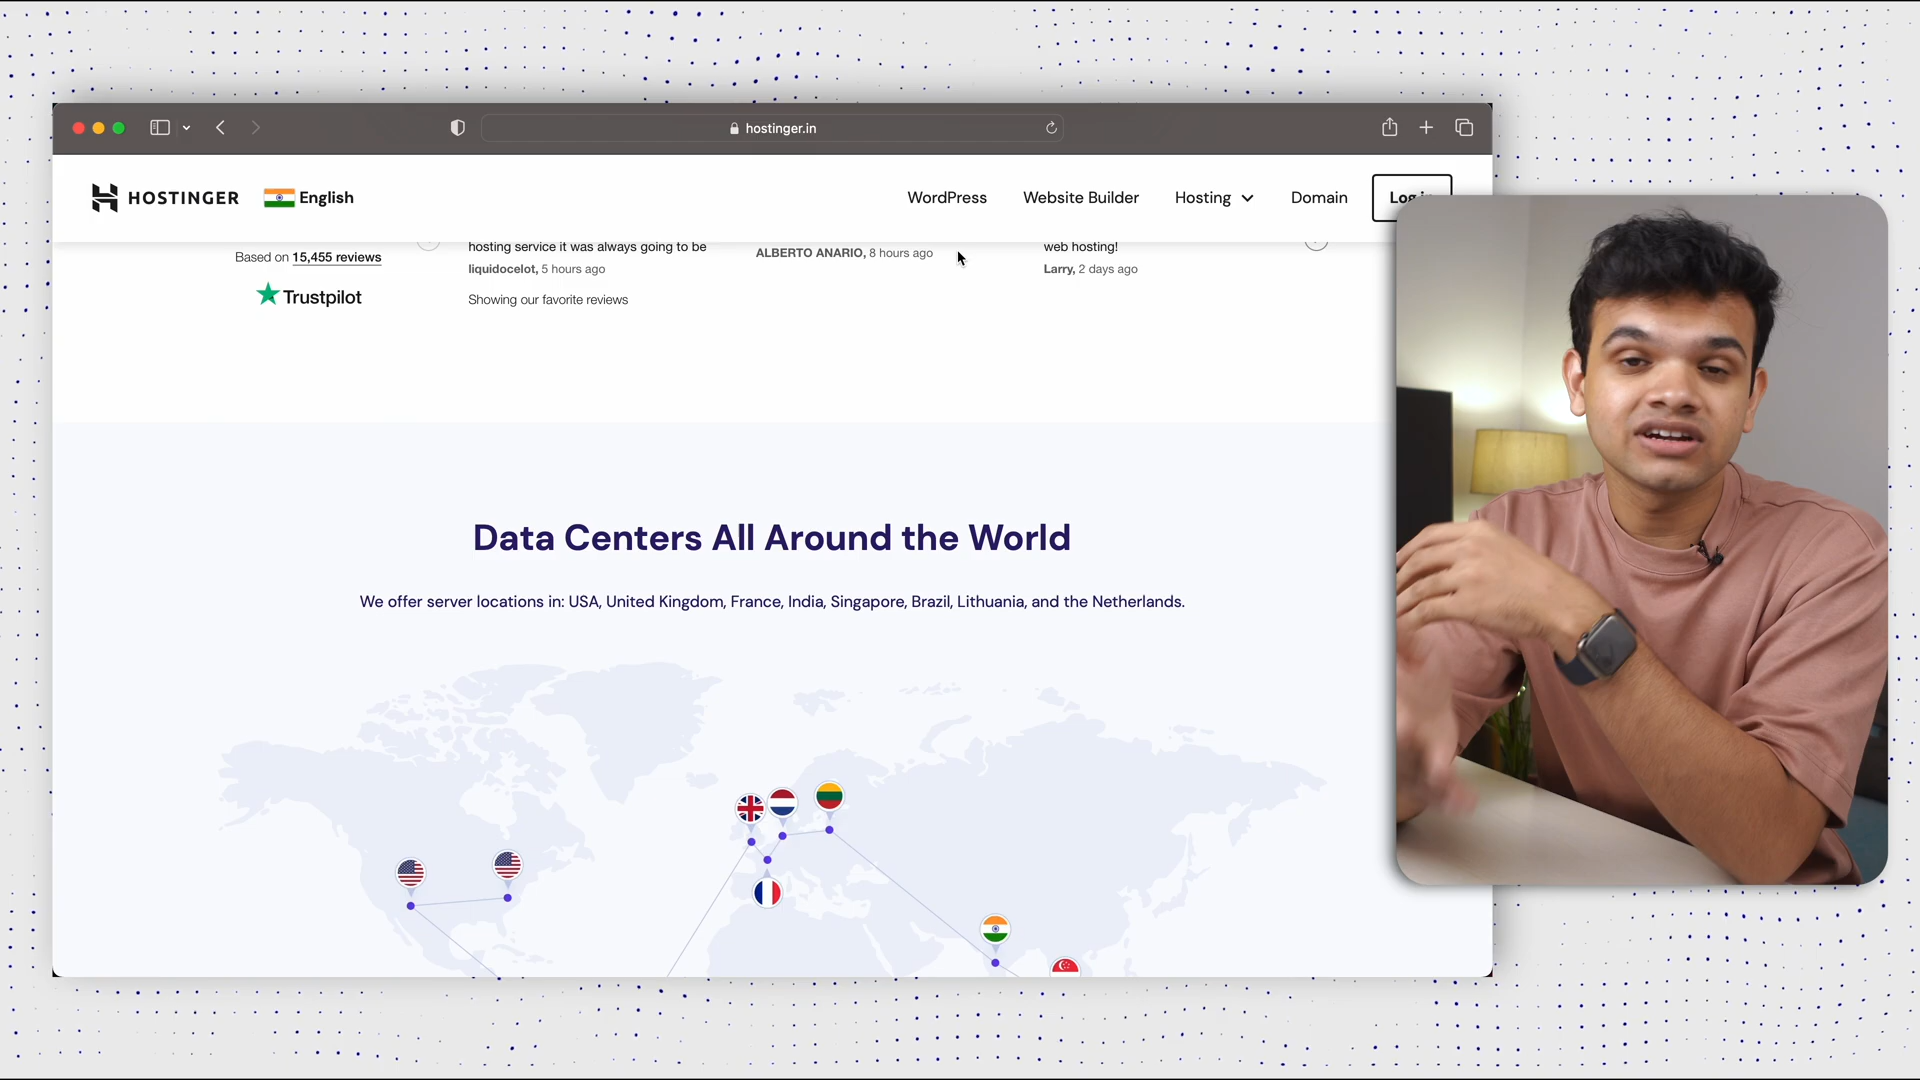 hostinger.in
HOSTINGER English WordPress Website Builder Hosting Domain Log
Based on 15,455 reviews
Trustpilot
hosting service it was always going to be
liquidocelot, 5 hours ago
Showing our favorite reviews
ALBERTO ANARIO, 8 hours ago
web hosting!
Larry, 2 days ago
Data Centers All Around the World
We offer server locations in: USA, United Kingdom, France, India, Singapore, Brazil, Lithuania, and the Netherlands.